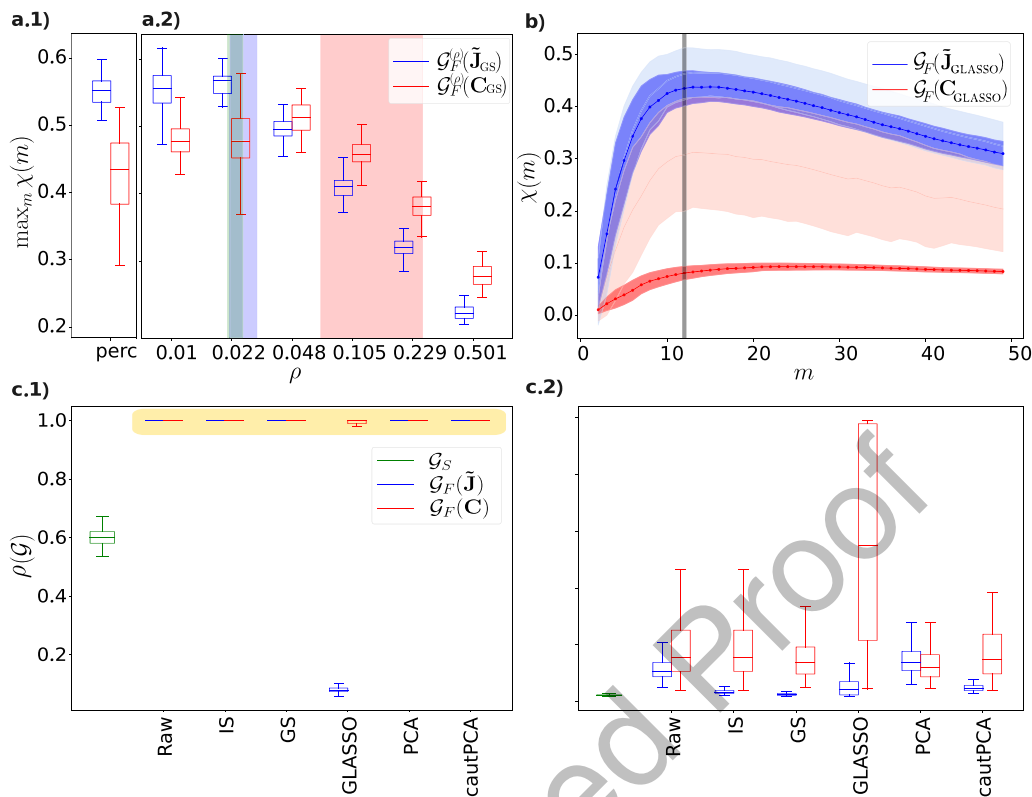 a.1)
a.2)
max_m χ(m)
0.6
0.5
0.4
0.3
0.2
perc
0.01 0.022 0.048 0.105 0.229 0.501
ρ
𝒢_F^(ρ)(J̃_GS)
𝒢_F^(ρ)(C_GS)
b)
χ(m)
0.5
0.4
0.3
0.2
0.1
0.0
0 10 20 30 40 50
m
𝒢_F(J̃_GLASSO)
𝒢_F(C_GLASSO)
c.1)
ρ(𝒢)
1.0
0.8
0.6
0.4
0.2
𝒢_S
𝒢_F(J̃)
𝒢_F(C)
Raw
IS
GS
GLASSO
PCA
cautPCA
c.2)
Raw
IS
GS
GLASSO
PCA
cautPCA
ed Proof